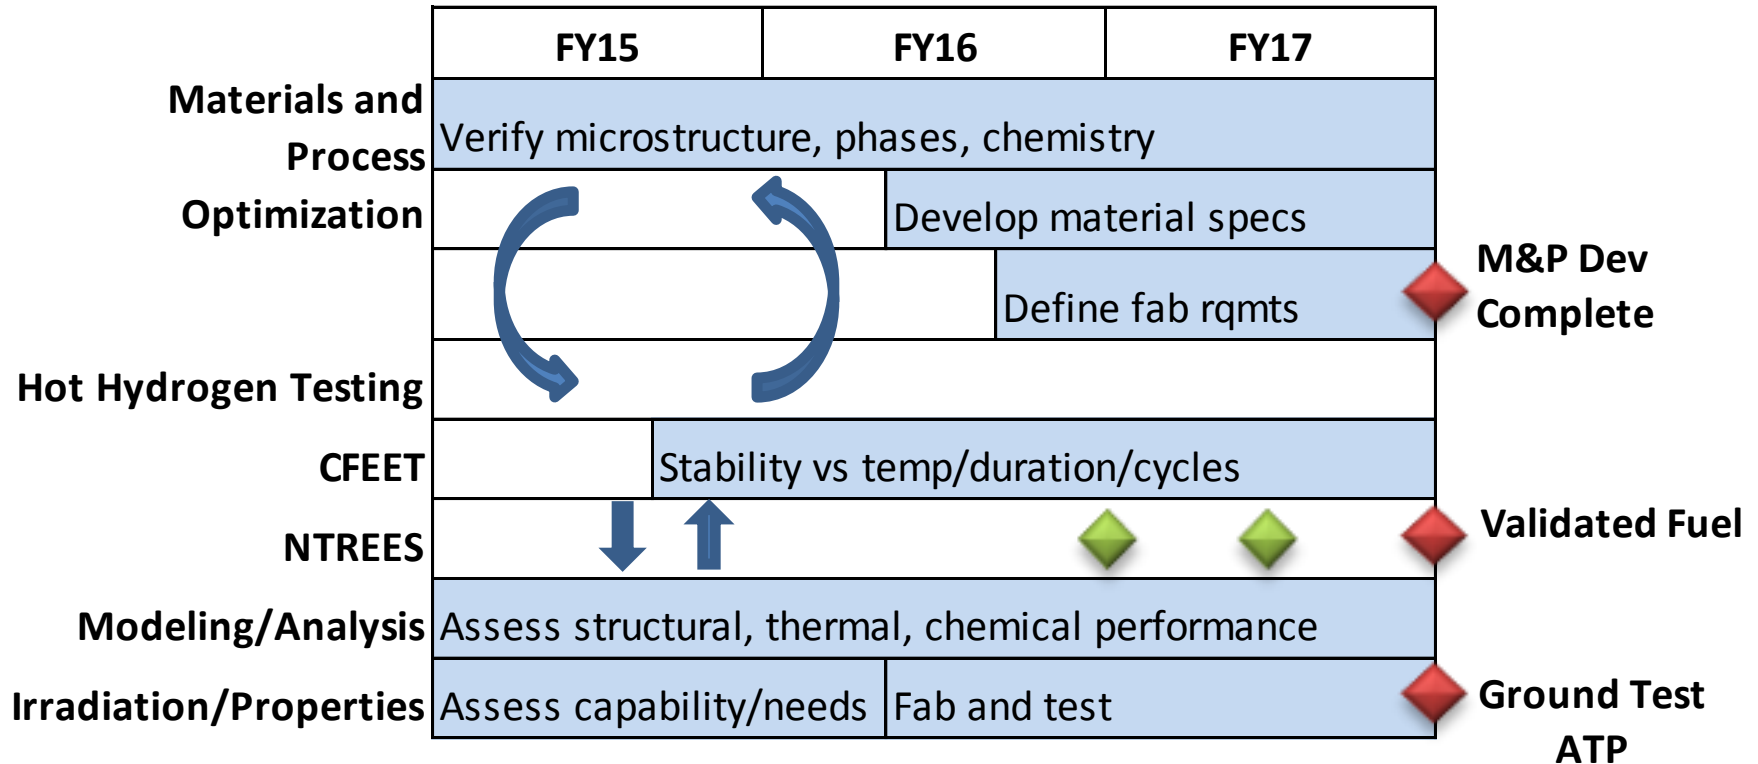 FY15 FY16 FY17
Materials and
Process
Optimization
Verify microstructure, phases, chemistry
Develop material specs
Define fab rqmts
M&P Dev
Complete
Hot Hydrogen Testing
CFEET
Stability vs temp/duration/cycles
NTREES
Validated Fuel
Modeling/Analysis
Assess structural, thermal, chemical performance
Irradiation/Properties
Assess capability/needs
Fab and test
Ground Test
ATP